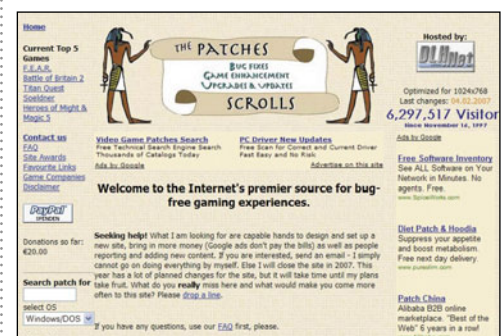 Home
Current Top 5
Games
F.E.A.R.
Battle of Britain 2
Titan Quest
Soeldner
Heroes of Might &
Magic 5
Contact us
FAQ
Site Awards
Favourite Links
Game Companies
Disclaimer
PayPal
SPENDEN
Donations so far:
€20.00
Search patch for
select OS
Windows/DOS
THE PATCHES
BUG FIXES
GAME ENHANCEMENT
UPGRADES & UPDATES
SCROLLS
Video Game Patches Search
Free Technical Search Engine Search
Thousands of Catalogs Today
Ads by Google
PC Driver New Updates
Free Scan for Correct and Current Driver
Fast Easy and No Risk
Advertise on this site
Welcome to the Internet's premier source for bug-
free gaming experiences.
Seeking help! What I am looking for are capable hands to design and set up a
new site, bring in more money (Google ads don't pay the bills) as well as people
reporting and adding new content. If you are interested, send an email - I simply
cannot go on doing everything by myself. Else I will close the site in 2007. This
year has a lot of planned changes for the site, but it will take time until my plans
take fruit. What do you really miss here and what would you make come more
often to this site? Please drop a line.
If you have any questions, use our FAQ first, please.
Hosted by:
DLHNet
Optimized for 1024x768
Last changes: 04.02.2007
6,297,517 Visitor
Since November 16, 1997
Ads by Google
Free Software Inventory
See ALL Software on Your
Network in Minutes. No
agents. Free.
www.Spiceworks.com
Diet Patch & Hoodia
Suppress your appetite
and boost metabolism.
Free next day delivery.
www.pureslim.com
Patch China
Alibaba B2B online
marketplace. "Best of the
Web" 6 years in a row!